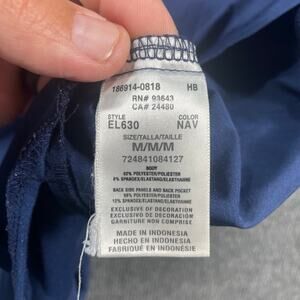 186914-0818 HB
RN# 93643
CA# 24480
STYLE COLOR
EL630 NAV
SIZE/TALLA/TAILLE
M/M/M
724841084127
BODY
92% POLYESTER/POLIESTER
8% SPANDEX/ELASTANO/ELASTHANNE
BACK SIDE PANELS AND BACK POCKET
88% POLYESTER/POLIESTER
12% SPANDEX/ELASTANO/ELASTHANNE
EXCLUSIVE OF DECORATION
EXCLUSIVO DE DECORACIÓN
GARNITURE NON COMPRISE
MADE IN INDONESIA
HECHO EN INDONESIA
FABRIQUÉ EN INDONÉSIE